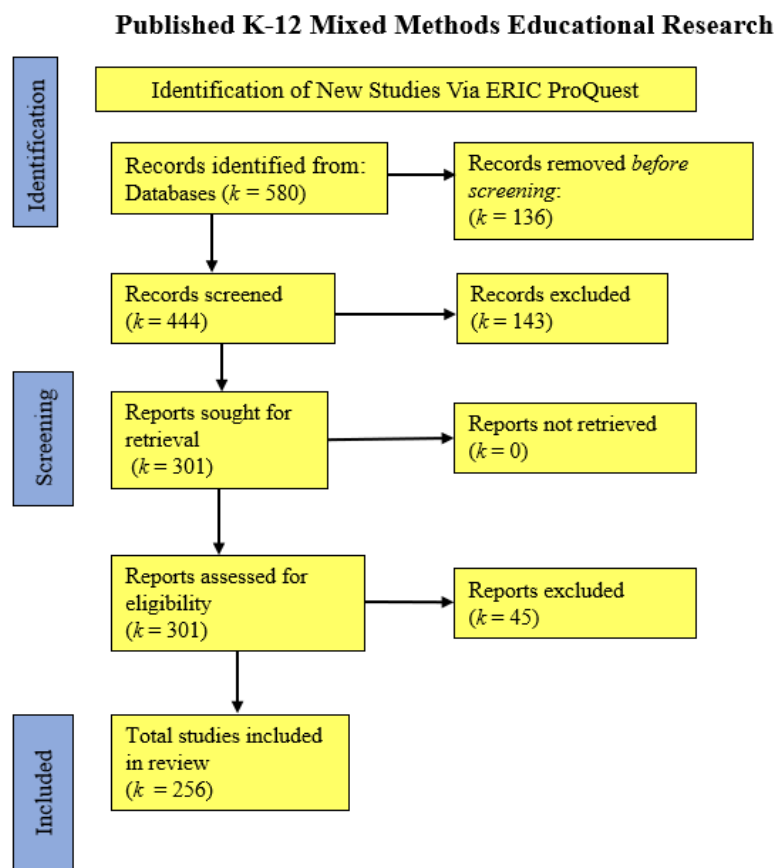 Published K-12 Mixed Methods Educational Research
Identification
Identification of New Studies Via ERIC ProQuest
Records identified from:
Databases (k = 580)
Records removed before
screening:
(k = 136)
Records screened
(k = 444)
Records excluded
(k = 143)
Screening
Reports sought for
retrieval
(k = 301)
Reports not retrieved
(k = 0)
Reports assessed for
eligibility
(k = 301)
Reports excluded
(k = 45)
Included
Total studies included
in review
(k = 256)